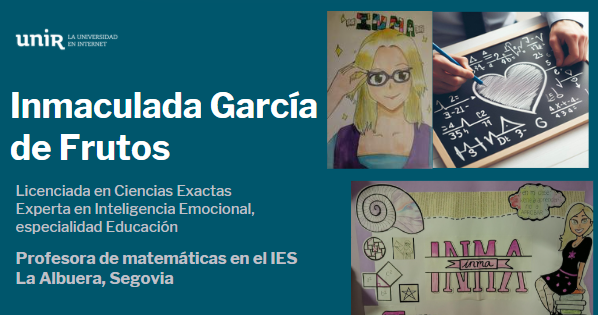 unir LA UNIVERSIDAD
EN INTERNET
Inmaculada García
de Frutos
Licenciada en Ciencias Exactas
Experta en Inteligencia Emocional,
especialidad Educación
Profesora de matemáticas en el IES
La Albuera, Segovia
INMA
INMA
inma